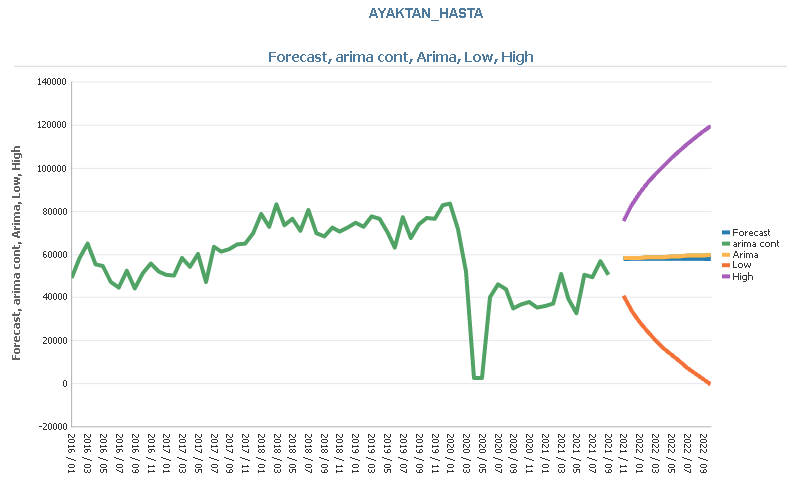 AYAKTAN_HASTA
Forecast, arima cont, Arima, Low, High
Forecast, arima cont, Arima, Low, High
140000
120000
100000
80000
60000
40000
20000
0
-20000
2016 / 01
2016 / 03
2016 / 05
2016 / 07
2016 / 09
2016 / 11
2017 / 01
2017 / 03
2017 / 05
2017 / 07
2017 / 09
2017 / 11
2018 / 01
2018 / 03
2018 / 05
2018 / 07
2018 / 09
2018 / 11
2019 / 01
2019 / 03
2019 / 05
2019 / 07
2019 / 09
2019 / 11
2020 / 01
2020 / 03
2020 / 05
2020 / 07
2020 / 09
2020 / 11
2021 / 01
2021 / 03
2021 / 05
2021 / 07
2021 / 09
2021 / 11
2022 / 01
2022 / 03
2022 / 05
2022 / 07
2022 / 09
Forecast
arima cont
Arima
Low
High